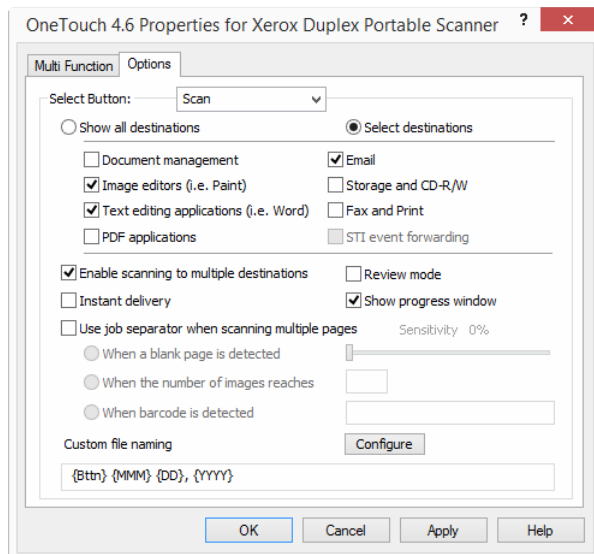 OneTouch 4.6 Properties for Xerox Duplex Portable Scanner ? ×
Multi Function Options
Select Button: Scan
Show all destinations Select destinations
Document management Email
Image editors (i.e. Paint) Storage and CD-R/W
Text editing applications (i.e. Word) Fax and Print
PDF applications STI event forwarding
Enable scanning to multiple destinations Review mode
Instant delivery Show progress window
Use job separator when scanning multiple pages Sensitivity 0%
When a blank page is detected
When the number of images reaches
When barcode is detected
Custom file naming Configure
{Bttn} {MMM} {DD}, {YYYY}
OK Cancel Apply Help